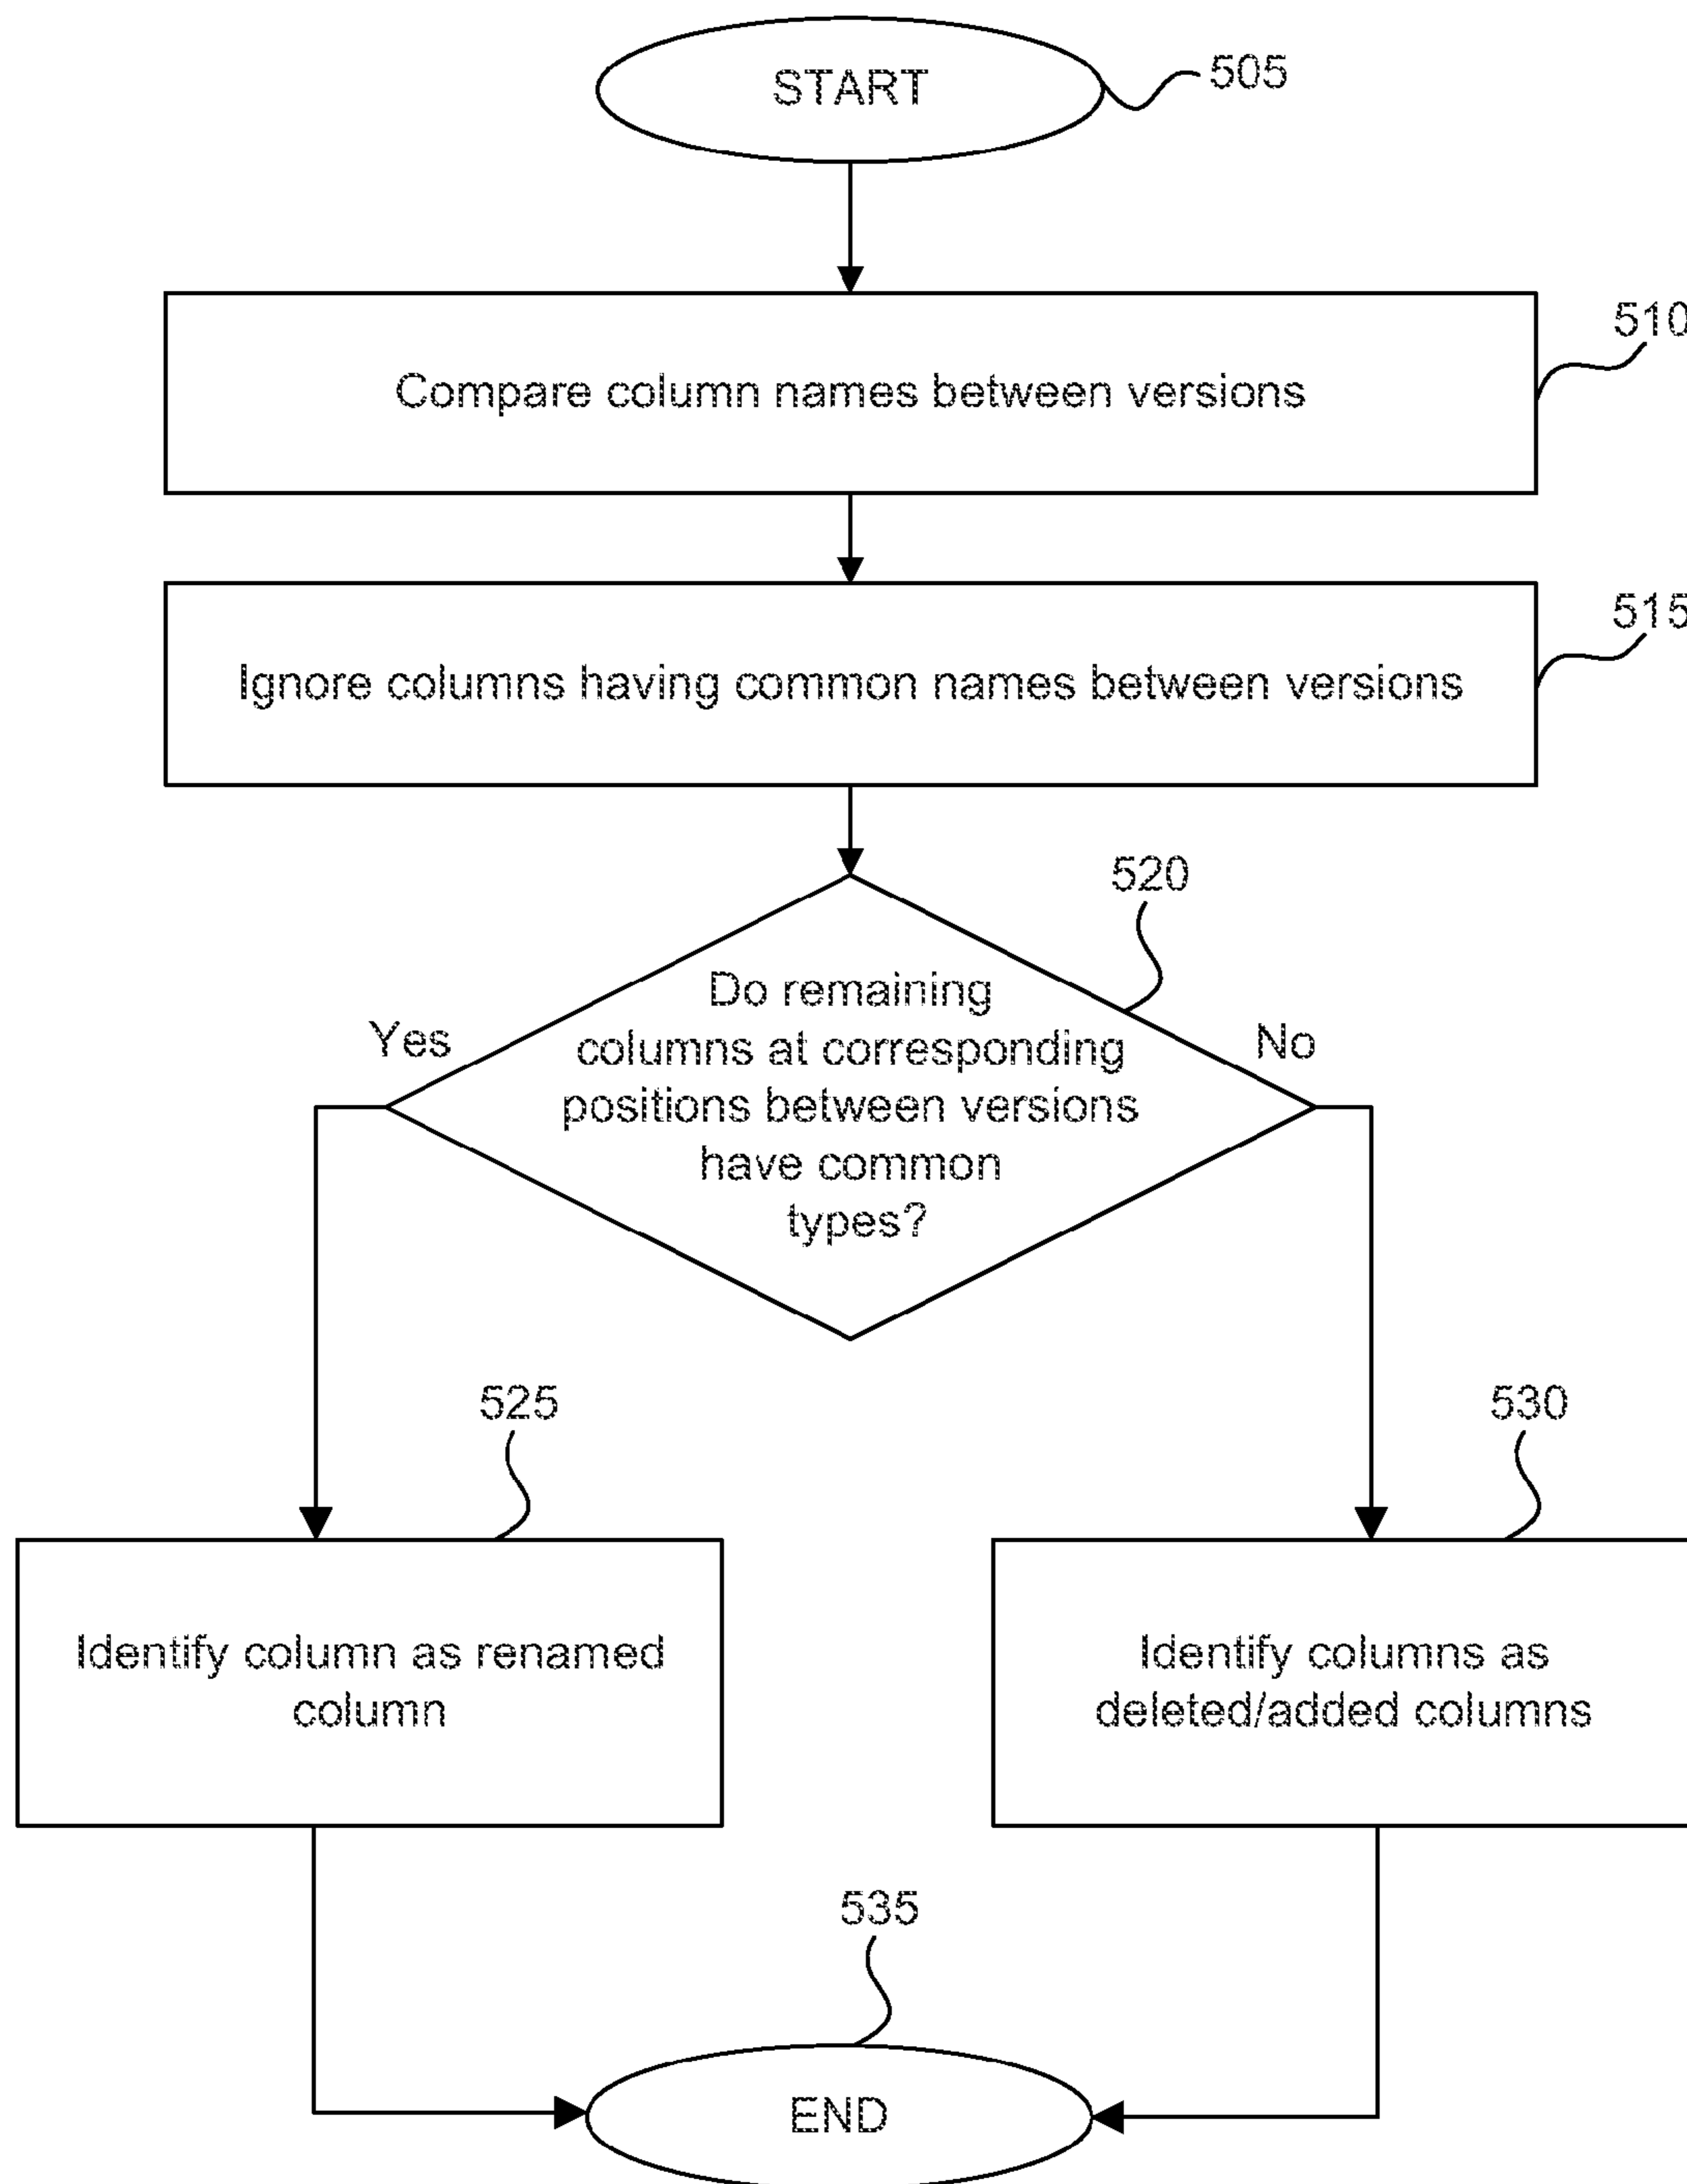 START
505
510
Compare column names between versions
515
Ignore columns having common names between versions
520
Do remaining
Yes
columns at corresponding
No
positions between versions
have common
types?
525
530
Identify column as renamed
column
Identify columns as
deleted/added columns
535
END